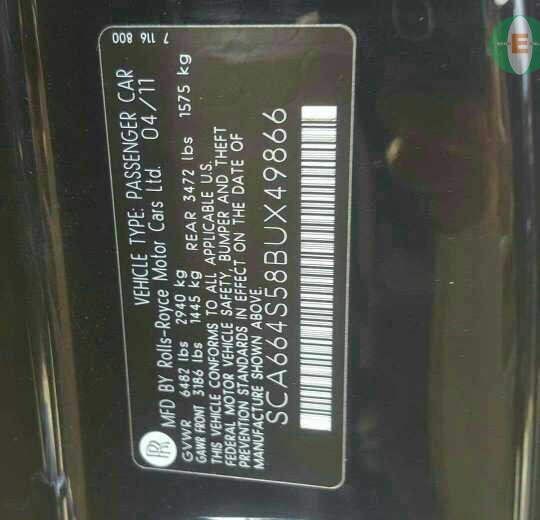 VEHICLE TYPE: PASSENGER CAR
MFD BY Rolls-Royce Motor Cars Ltd. 04/11
GVWR 6482 lbs 2940 kg
GAWR FRONT 3186 lbs 1445 kg REAR 3472 lbs 1575 kg
THIS VEHICLE CONFORMS TO ALL APPLICABLE U.S.
FEDERAL MOTOR VEHICLE SAFETY, BUMPER AND THEFT
PREVENTION STANDARDS IN EFFECT ON THE DATE OF
MANUFACTURE SHOWN ABOVE.
SCA664S58BUX49866
7 116 800
RR
E